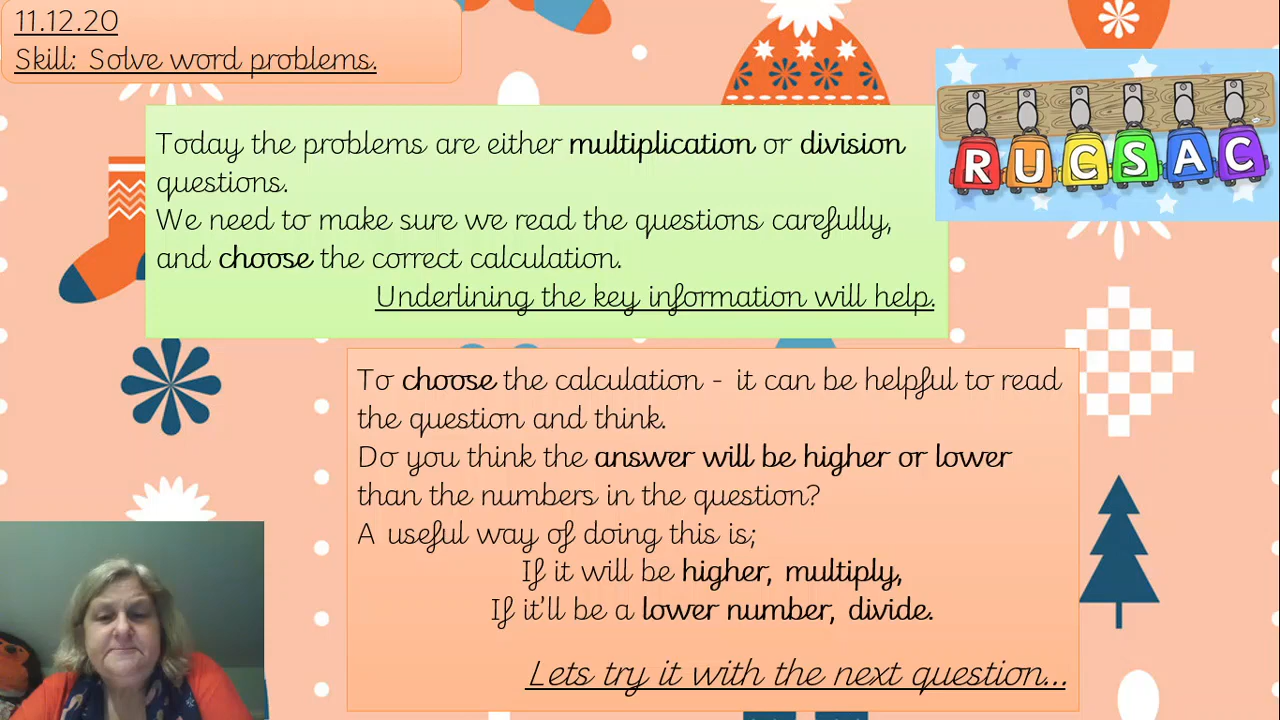 11.12.20
Skill: Solve word problems.
RUCSAC
Today the problems are either multiplication or division
questions.
We need to make sure we read the questions carefully,
and choose the correct calculation.
Underlining the key information will help.
To choose the calculation - it can be helpful to read
the question and think.
Do you think the answer will be higher or lower
than the numbers in the question?
A useful way of doing this is;
If it will be higher, multiply,
If it'll be a lower number, divide.
Lets try it with the next question...